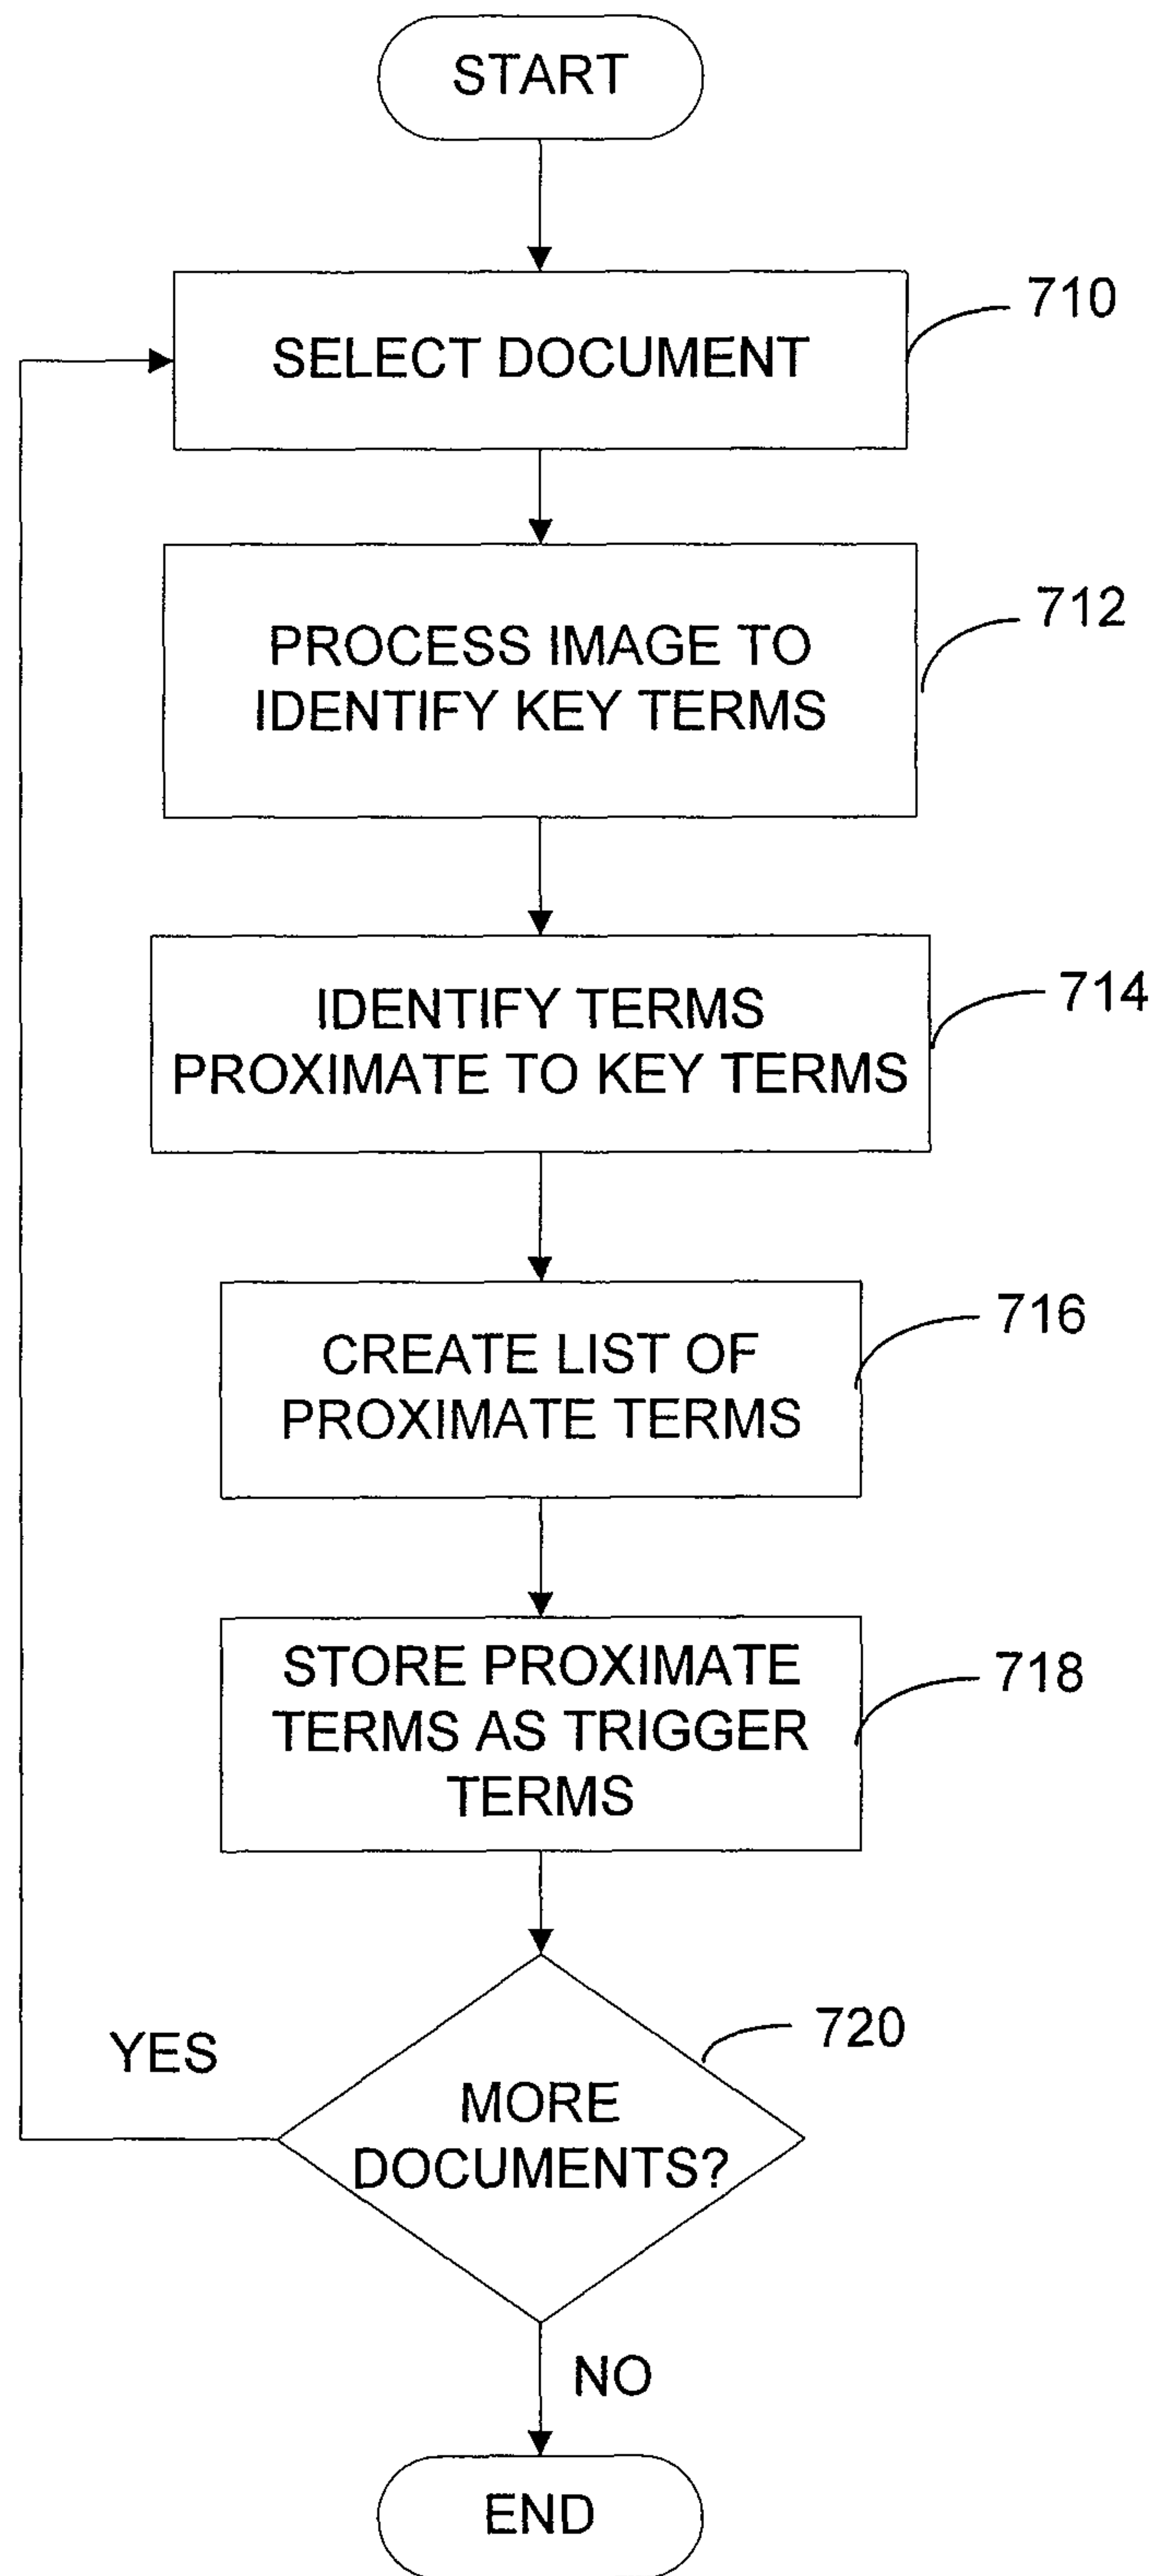 START
SELECT DOCUMENT
710
PROCESS IMAGE TO
IDENTIFY KEY TERMS
712
IDENTIFY TERMS
PROXIMATE TO KEY TERMS
714
CREATE LIST OF
PROXIMATE TERMS
716
STORE PROXIMATE
TERMS AS TRIGGER
TERMS
718
MORE
DOCUMENTS?
720
YES
NO
END